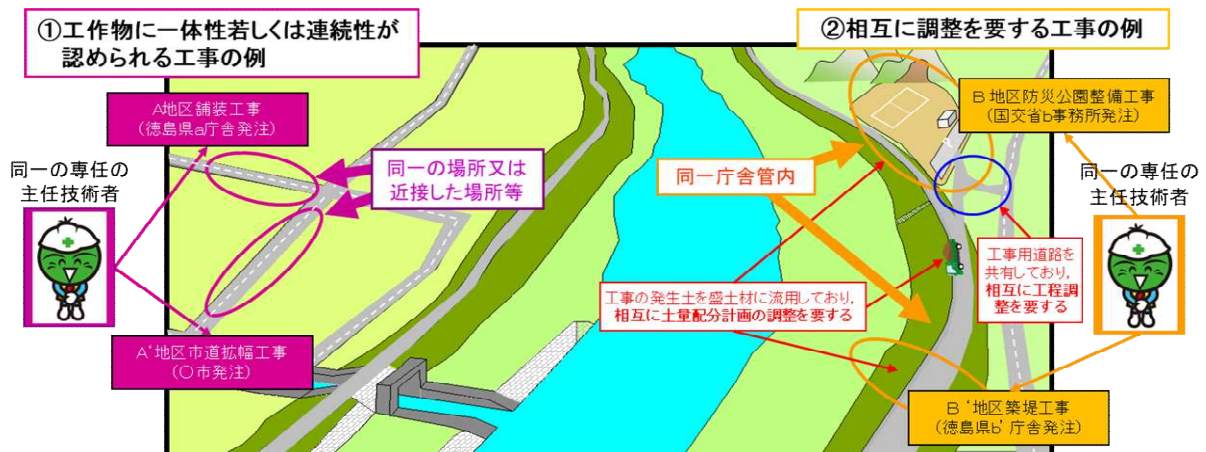 ①工作物に一体性若しくは連続性が
認められる工事の例
A地区舗装工事
(徳島県a庁舎発注)
同一の専任の
主任技術者
同一の場所又は
近接した場所等
A'地区市道拡幅工事
(○市発注)
②相互に調整を要する工事の例
B地区防災公園整備工事
(国交省b事務所発注)
同一の専任の
主任技術者
同一庁舎管内
工事用道路を
共有しており,
相互に工程調
整を要する
工事の発生土を盛土材に流用しており,
相互に土量配分計画の調整を要する
B'地区築堤工事
(徳島県b'庁舎発注)